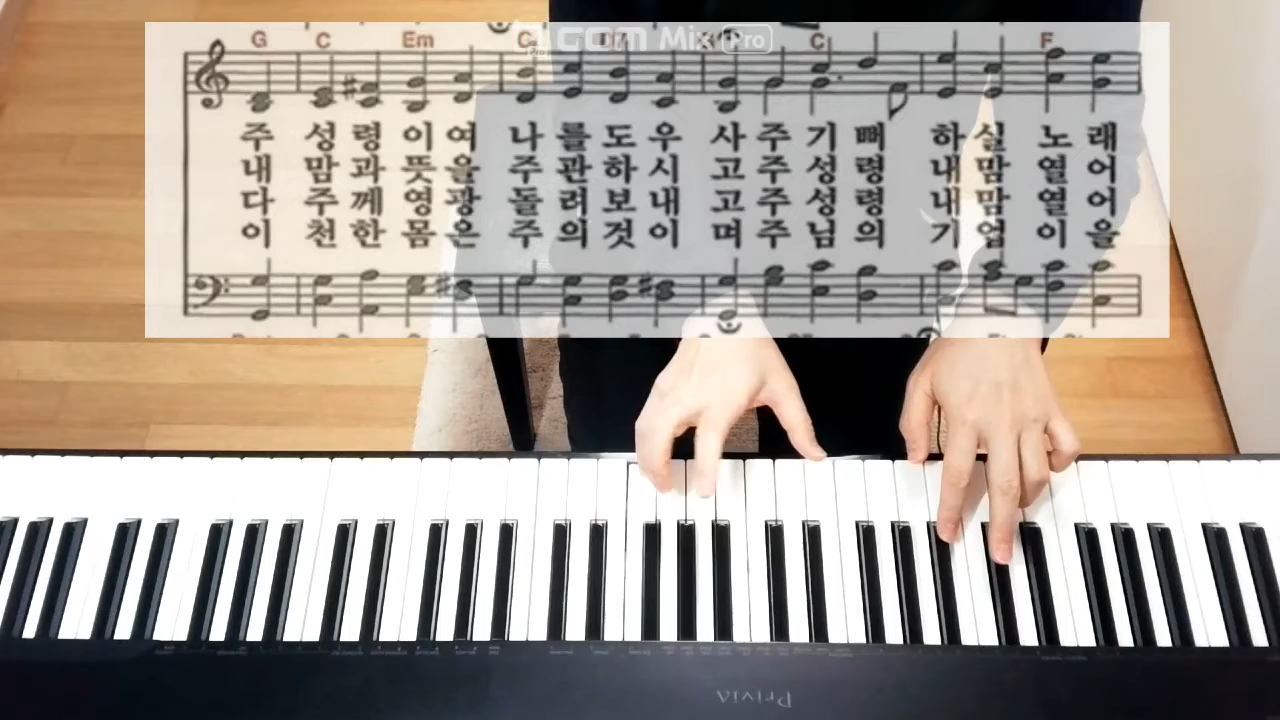 GOM Mix Pro
G C Em C C F
주 성 령 이 여 나 를 도 우 사 주 기 뻐 하 실 노 래
내 맘 과 뜻 을 주 관 하 시 고 주 성 령 내 맘 열 어
다 주 께 영 광 돌 려 보 내 고 주 성 령 내 맘 열 어
이 천 한 몸 은 주 의 것 이 며 주 님 의 기 업 이 을
Privia